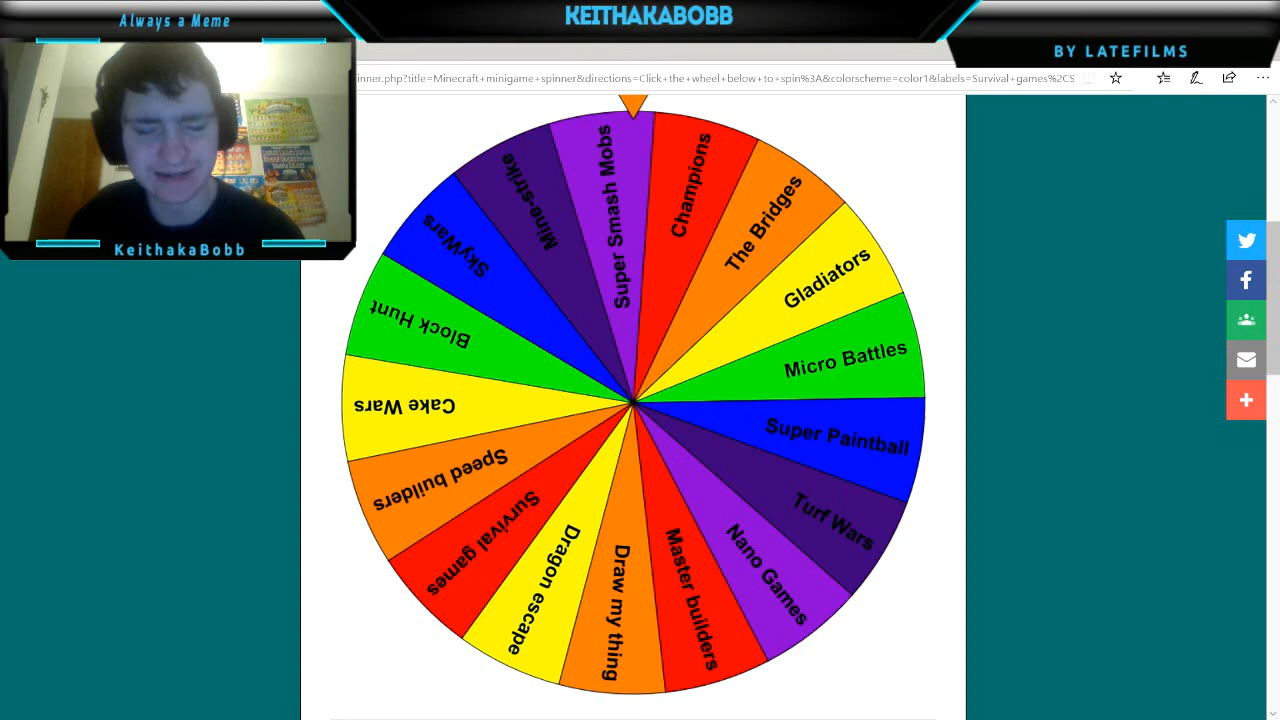 Always a Meme
KEITHAKABOBB
BY LATEFILMS
KeithakaBobb
inner.php?title=Minecraft+minigame+spinner&directions=Click+the+wheel+below+to+spin%3A&colorscheme=color1&labels=Survival+games%2CS
Super Smash Mobs
Champions
The Bridges
Gladiators
Micro Battles
Super Paintball
Turf Wars
Nano Games
Master builders
Draw my thing
Dragon escape
Survival games
Speed builders
Cake Wars
Block Hunt
SkyWars
Mine-strike